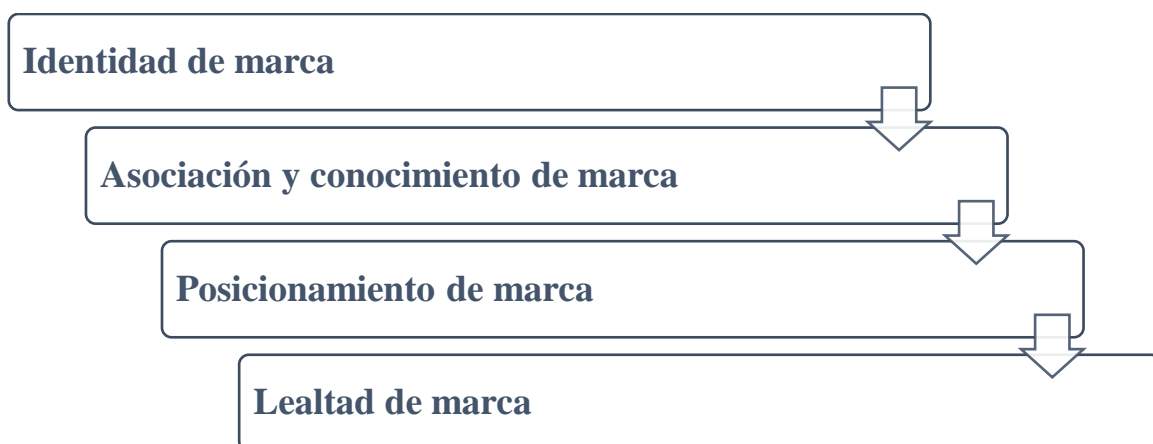 Identidad de marca
Asociación y conocimiento de marca
Posicionamiento de marca
Lealtad de marca